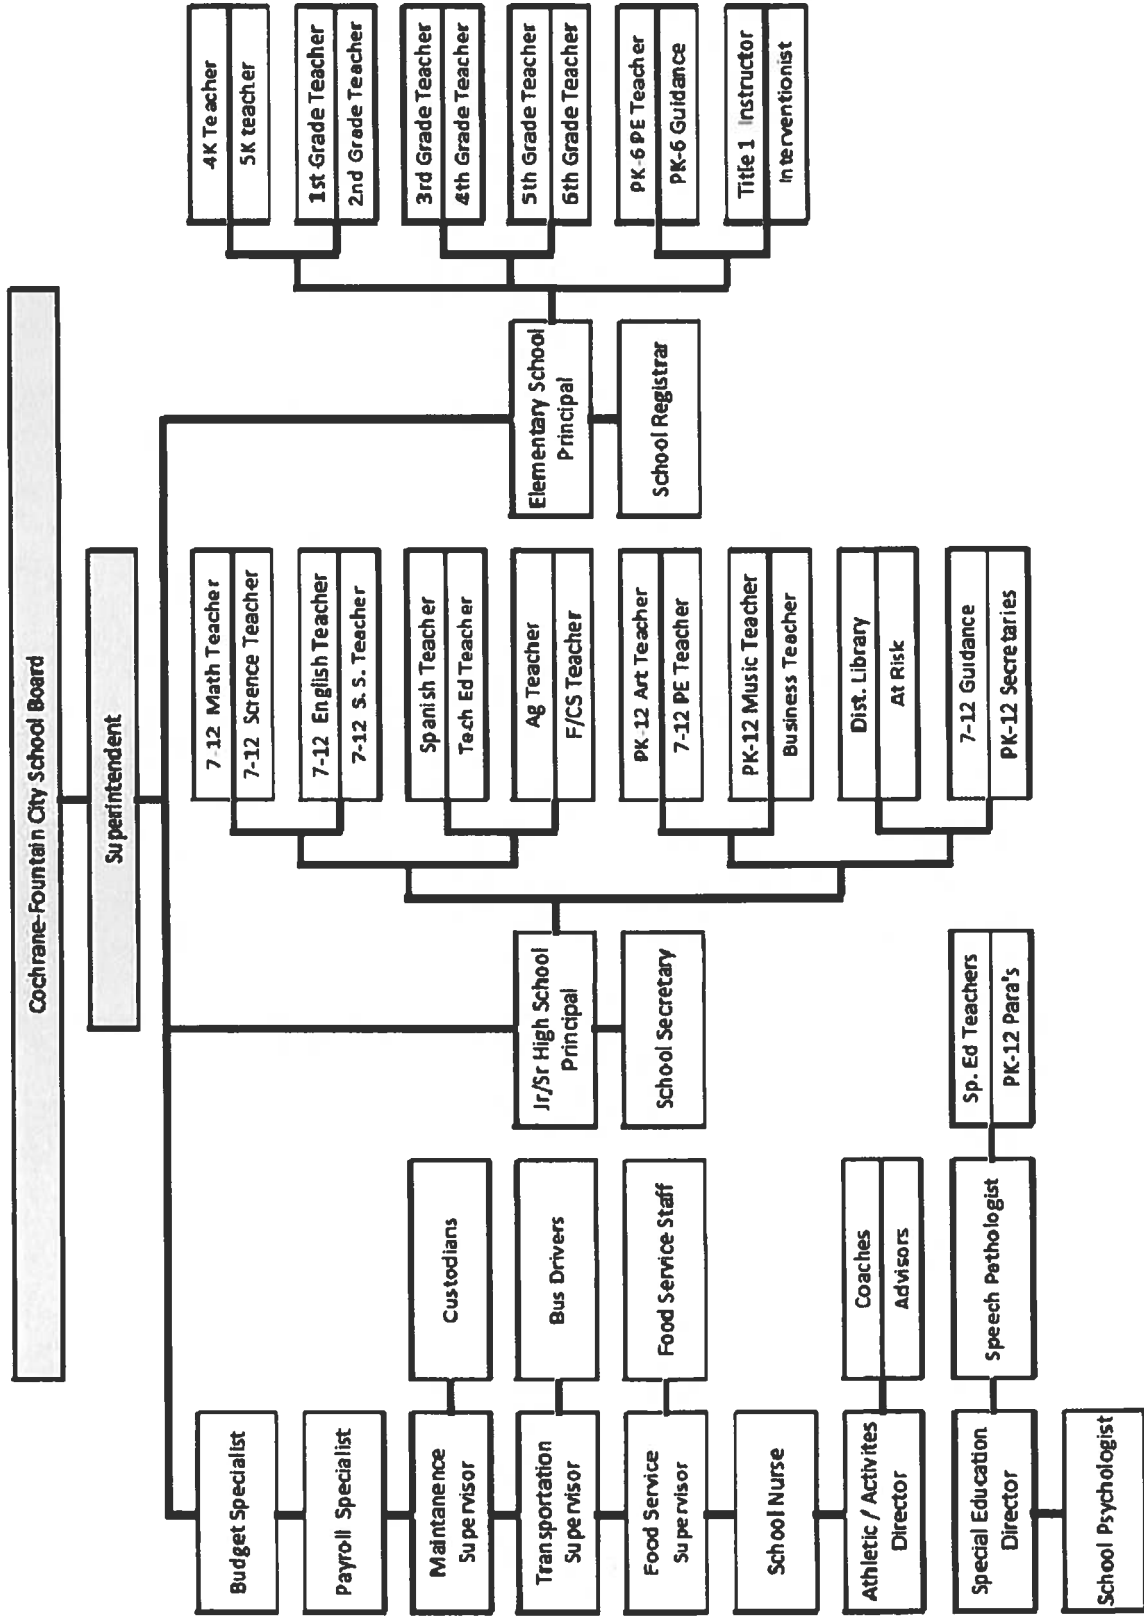 Cochrane-Fountain City School Board
Superintendent
Budget Specialist
Payroll Specialist
Maintanence
Supervisor
Custodians
Transportation
Supervisor
Bus Drivers
Food Service
Supervisor
Food Service Staff
School Nurse
Athletic / Activites
Director
Coaches
Advisors
Special Education
Director
Speech Pathologist
Sp. Ed Teachers
PK-12 Para's
School Psychologist
Jr/Sr High School
Principal
School Secretary
7-12 Math Teacher
7-12 Science Teacher
7-12 English Teacher
7-12 S. S. Teacher
Spanish Teacher
Tech Ed Teacher
Ag Teacher
F/CS Teacher
PK-12 Art Teacher
7-12 PE Teacher
PK-12 Music Teacher
Business Teacher
Dist. Library
At Risk
7-12 Guidance
PK-12 Secretaries
Elementary School
Principal
School Registrar
4K Teacher
5K teacher
1st Grade Teacher
2nd Grade Teacher
3rd Grade Teacher
4th Grade Teacher
5th Grade Teacher
6th Grade Teacher
PK-6 PE Teacher
PK-6 Guidance
Title 1 Instructor
Interventionist